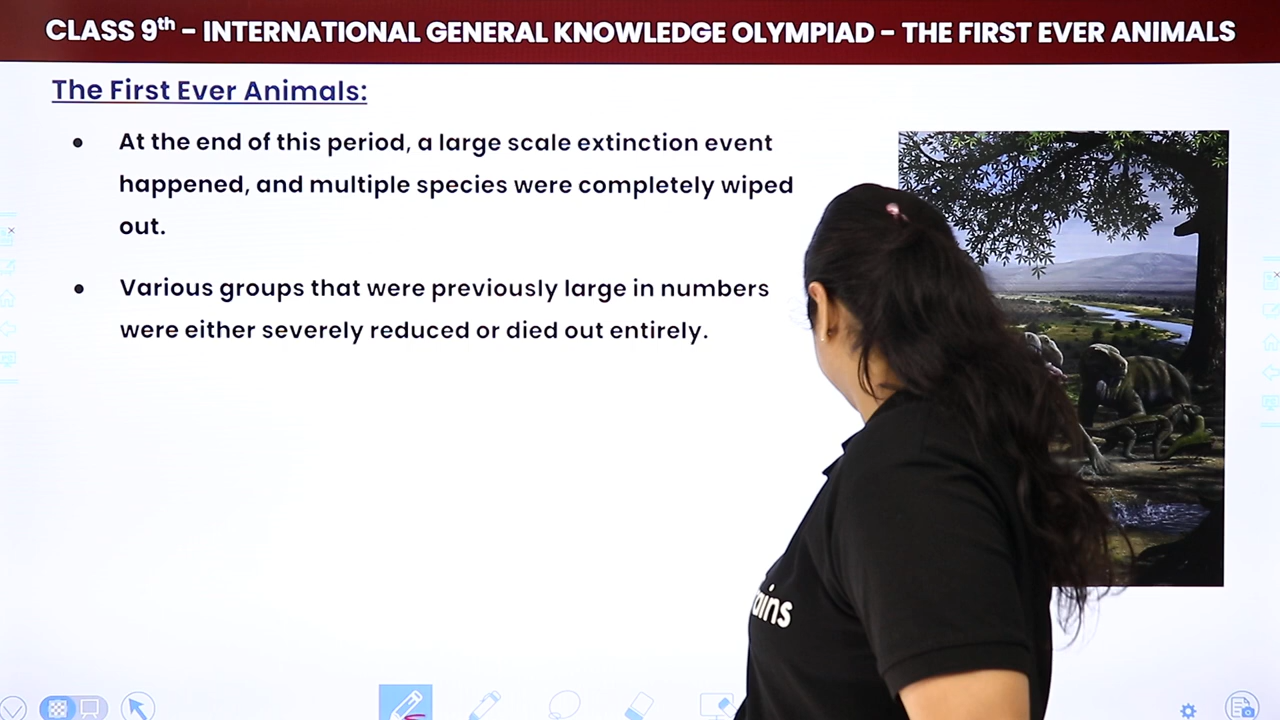 CLASS 9th – INTERNATIONAL GENERAL KNOWLEDGE OLYMPIAD – THE FIRST EVER ANIMALS
The First Ever Animals:
• At the end of this period, a large scale extinction event
happened, and multiple species were completely wiped
out.
• Various groups that were previously large in numbers
were either severely reduced or died out entirely.